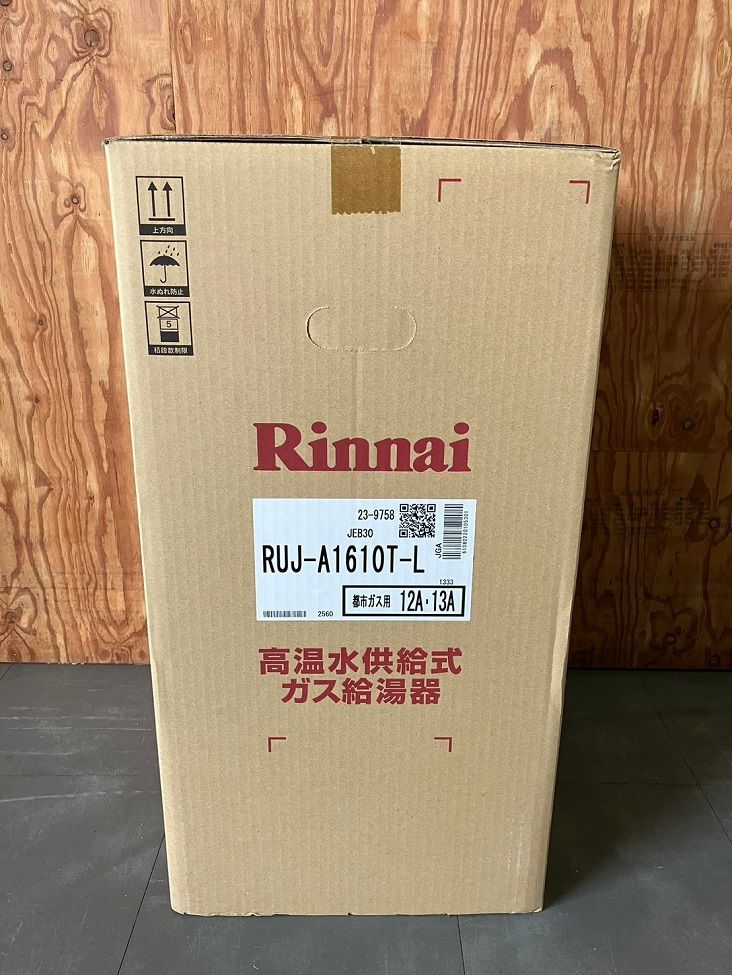 上方向
水ぬれ防止
5
積段数制限
Rinnai
23-9758
JEB30
RUJ-A1610T-L
JGA
1333
都市ガス用 12A・13A
2560
高温水供給式
ガス給湯器